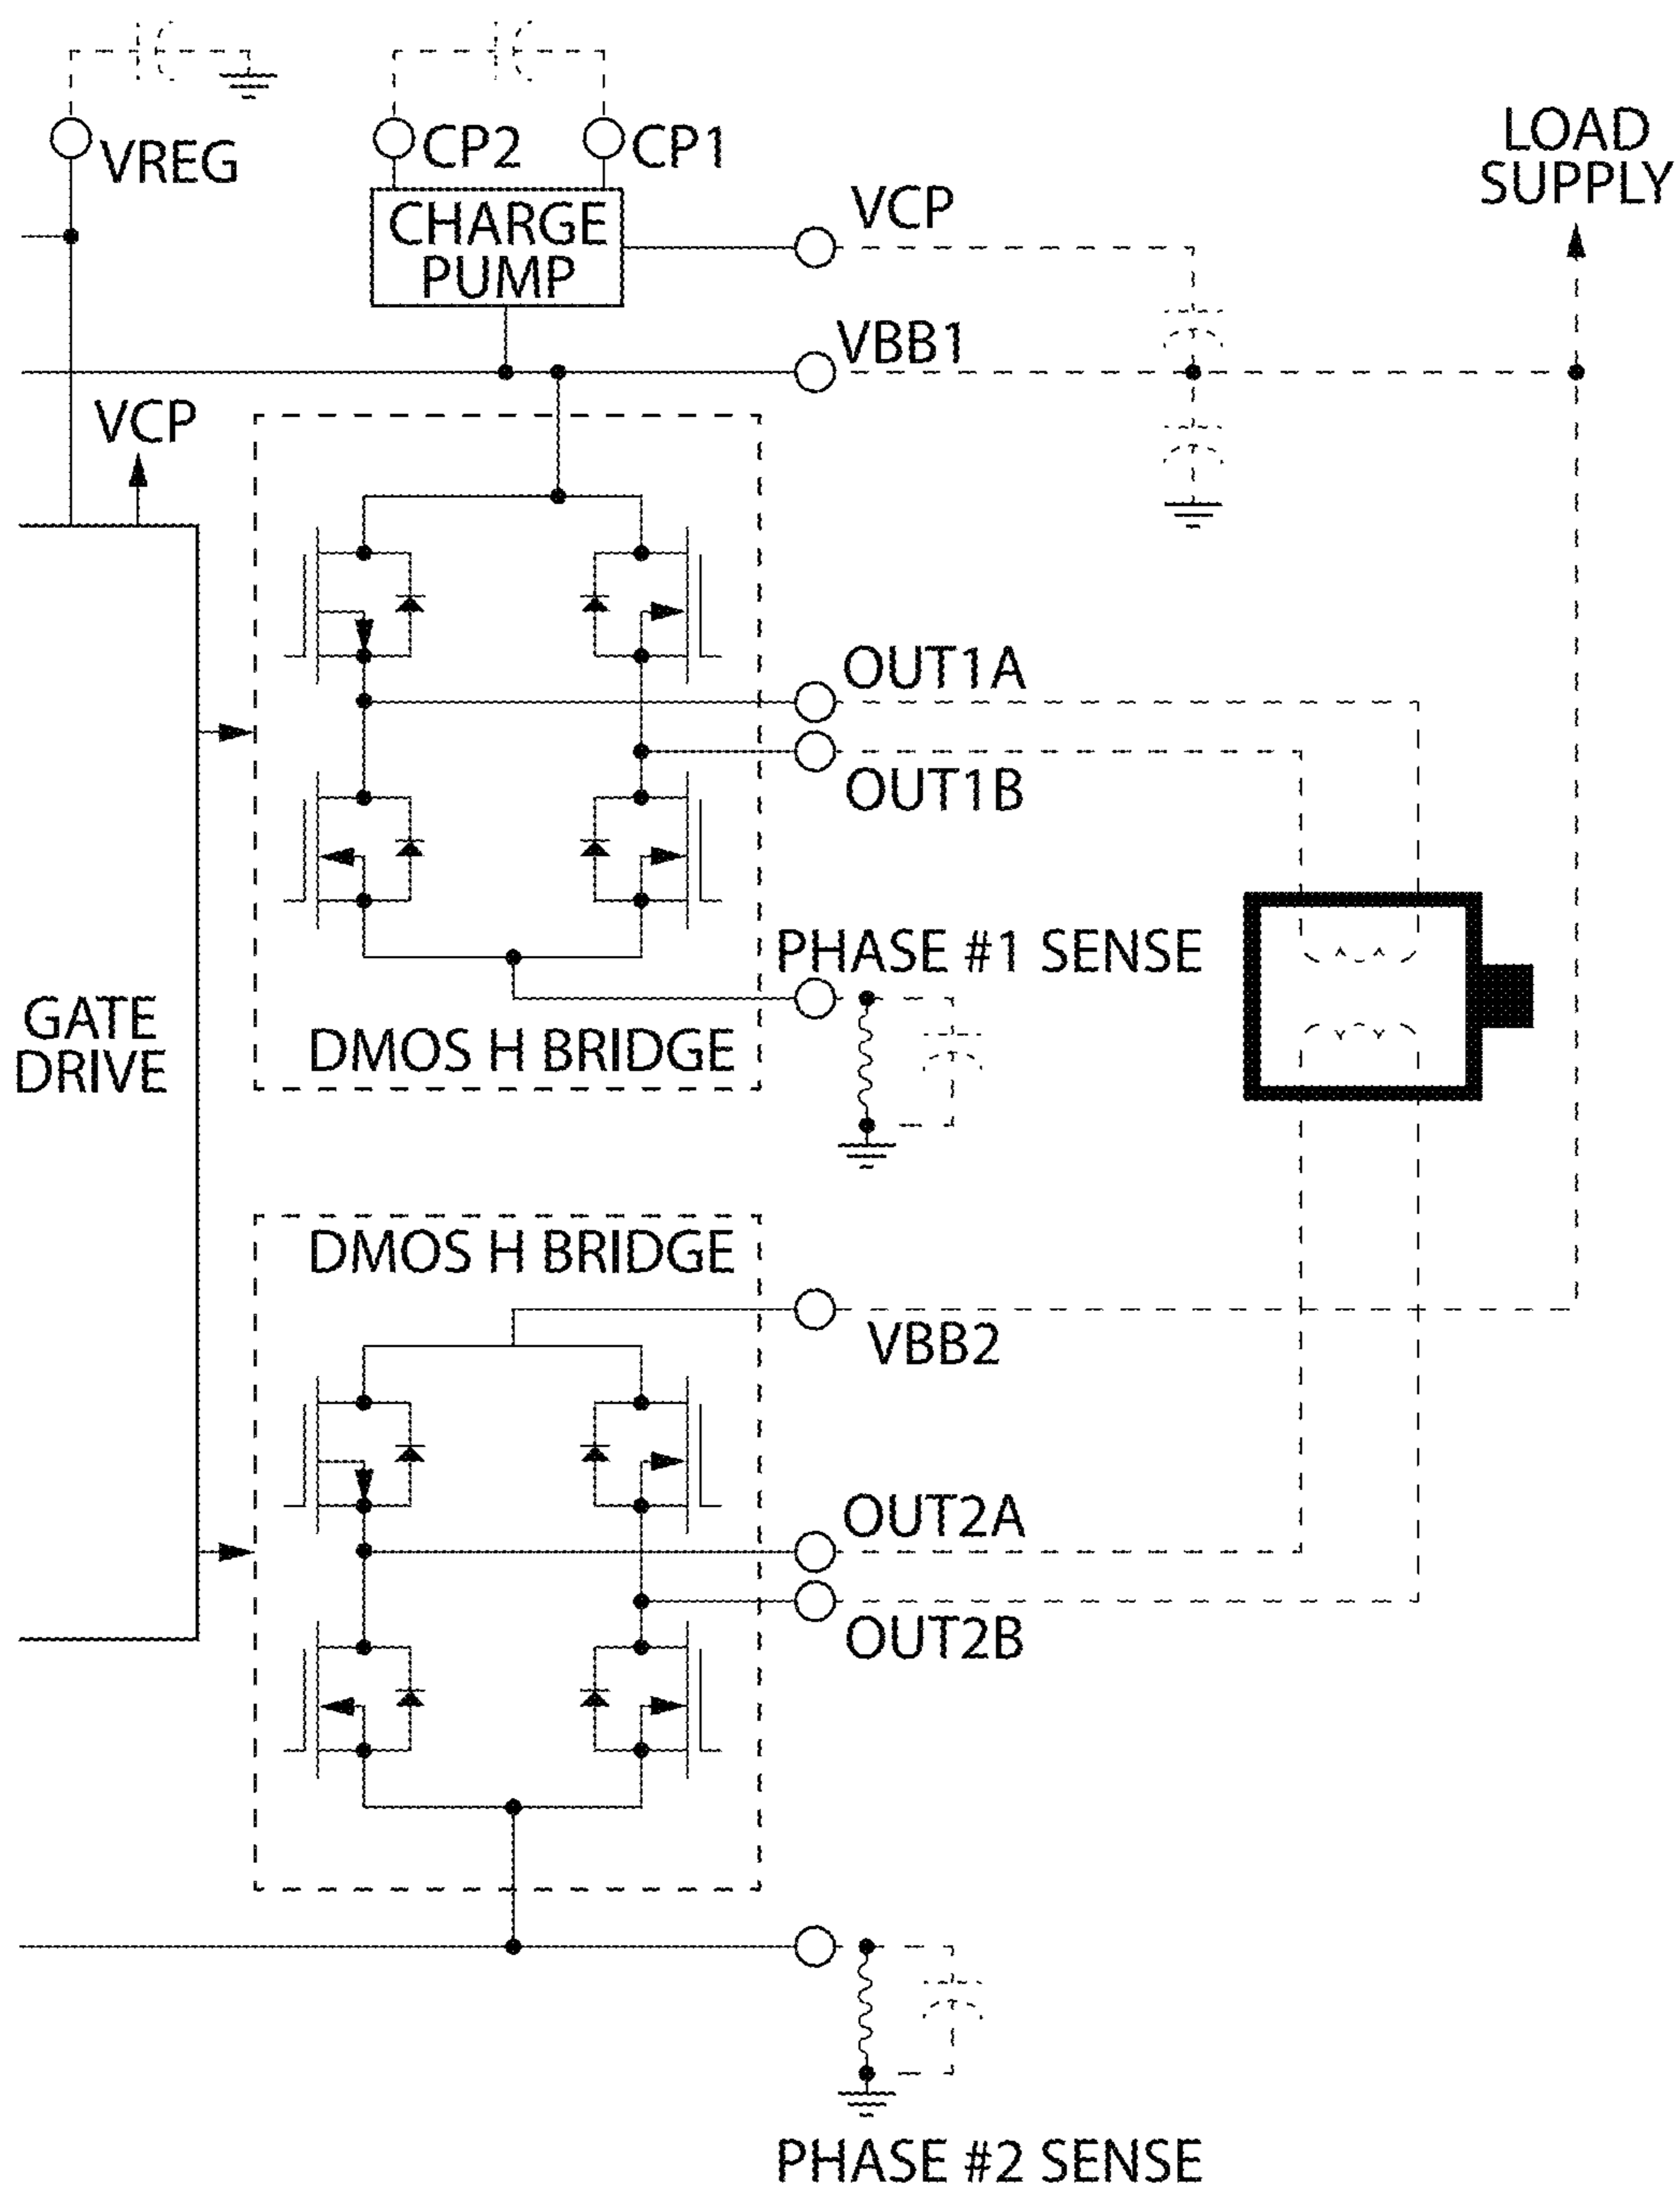 VREG
CP2
CP1
LOAD
SUPPLY
CHARGE
PUMP
VCP
VBB1
VCP
OUT1A
OUT1B
PHASE #1 SENSE
GATE
DRIVE
DMOS H BRIDGE
DMOS H BRIDGE
VBB2
OUT2A
OUT2B
PHASE #2 SENSE